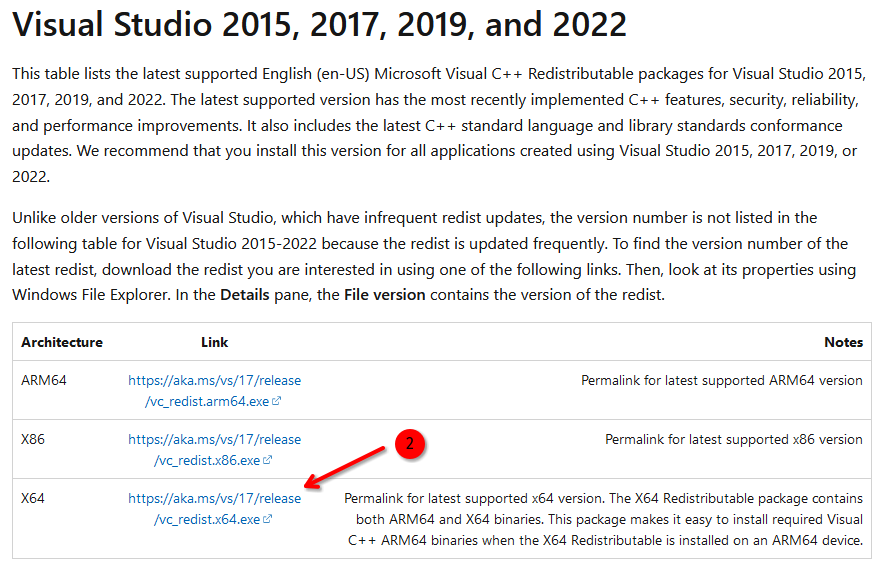 Visual Studio 2015, 2017, 2019, and 2022
This table lists the latest supported English (en-US) Microsoft Visual C++ Redistributable packages for Visual Studio 2015,
2017, 2019, and 2022. The latest supported version has the most recently implemented C++ features, security, reliability,
and performance improvements. It also includes the latest C++ standard language and library standards conformance
updates. We recommend that you install this version for all applications created using Visual Studio 2015, 2017, 2019, or
2022.
Unlike older versions of Visual Studio, which have infrequent redist updates, the version number is not listed in the
following table for Visual Studio 2015-2022 because the redist is updated frequently. To find the version number of the
latest redist, download the redist you are interested in using one of the following links. Then, look at its properties using
Windows File Explorer. In the Details pane, the File version contains the version of the redist.
Architecture Link Notes
ARM64 https://aka.ms/vs/17/release Permalink for latest supported ARM64 version
/vc_redist.arm64.exe
X86 https://aka.ms/vs/17/release Permalink for latest supported x86 version
/vc_redist.x86.exe
2
X64 https://aka.ms/vs/17/release Permalink for latest supported x64 version. The X64 Redistributable package contains
/vc_redist.x64.exe both ARM64 and X64 binaries. This package makes it easy to install required Visual
C++ ARM64 binaries when the X64 Redistributable is installed on an ARM64 device.